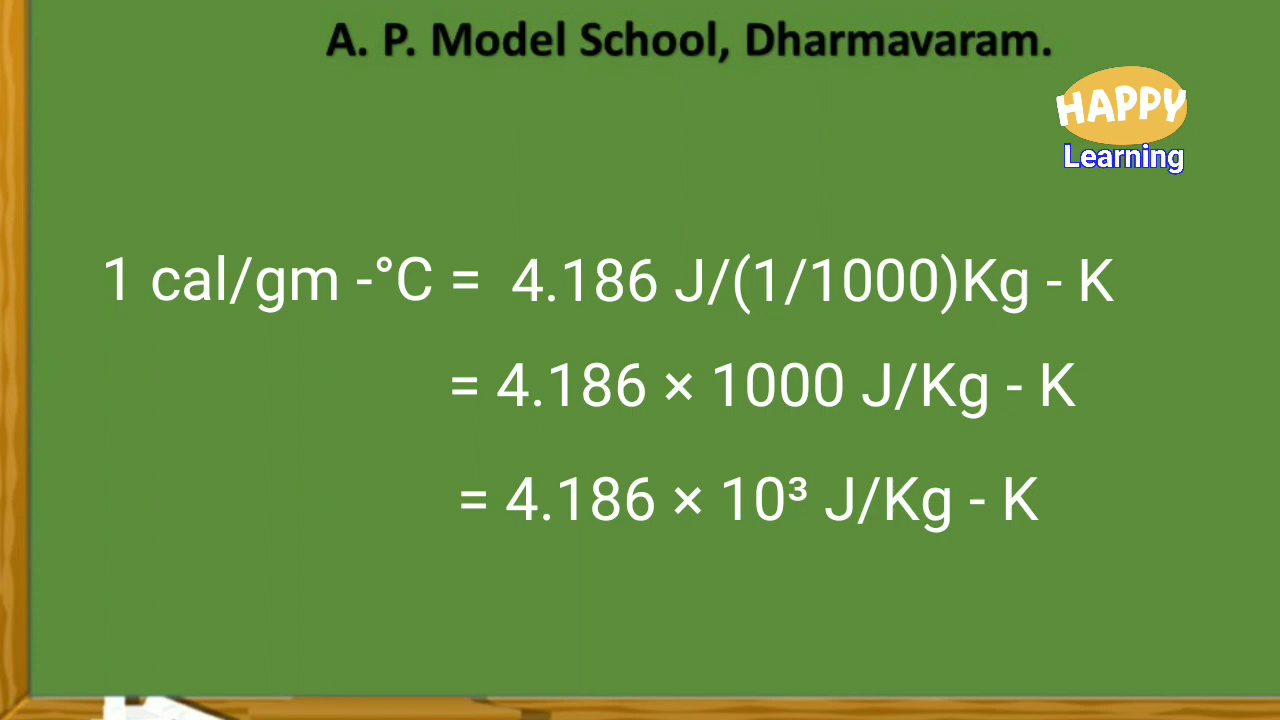 A. P. Model School, Dharmavaram.
HAPPY
Learning
1 cal/gm -°C = 4.186 J/(1/1000)Kg - K
= 4.186 × 1000 J/Kg - K
= 4.186 × 10³ J/Kg - K